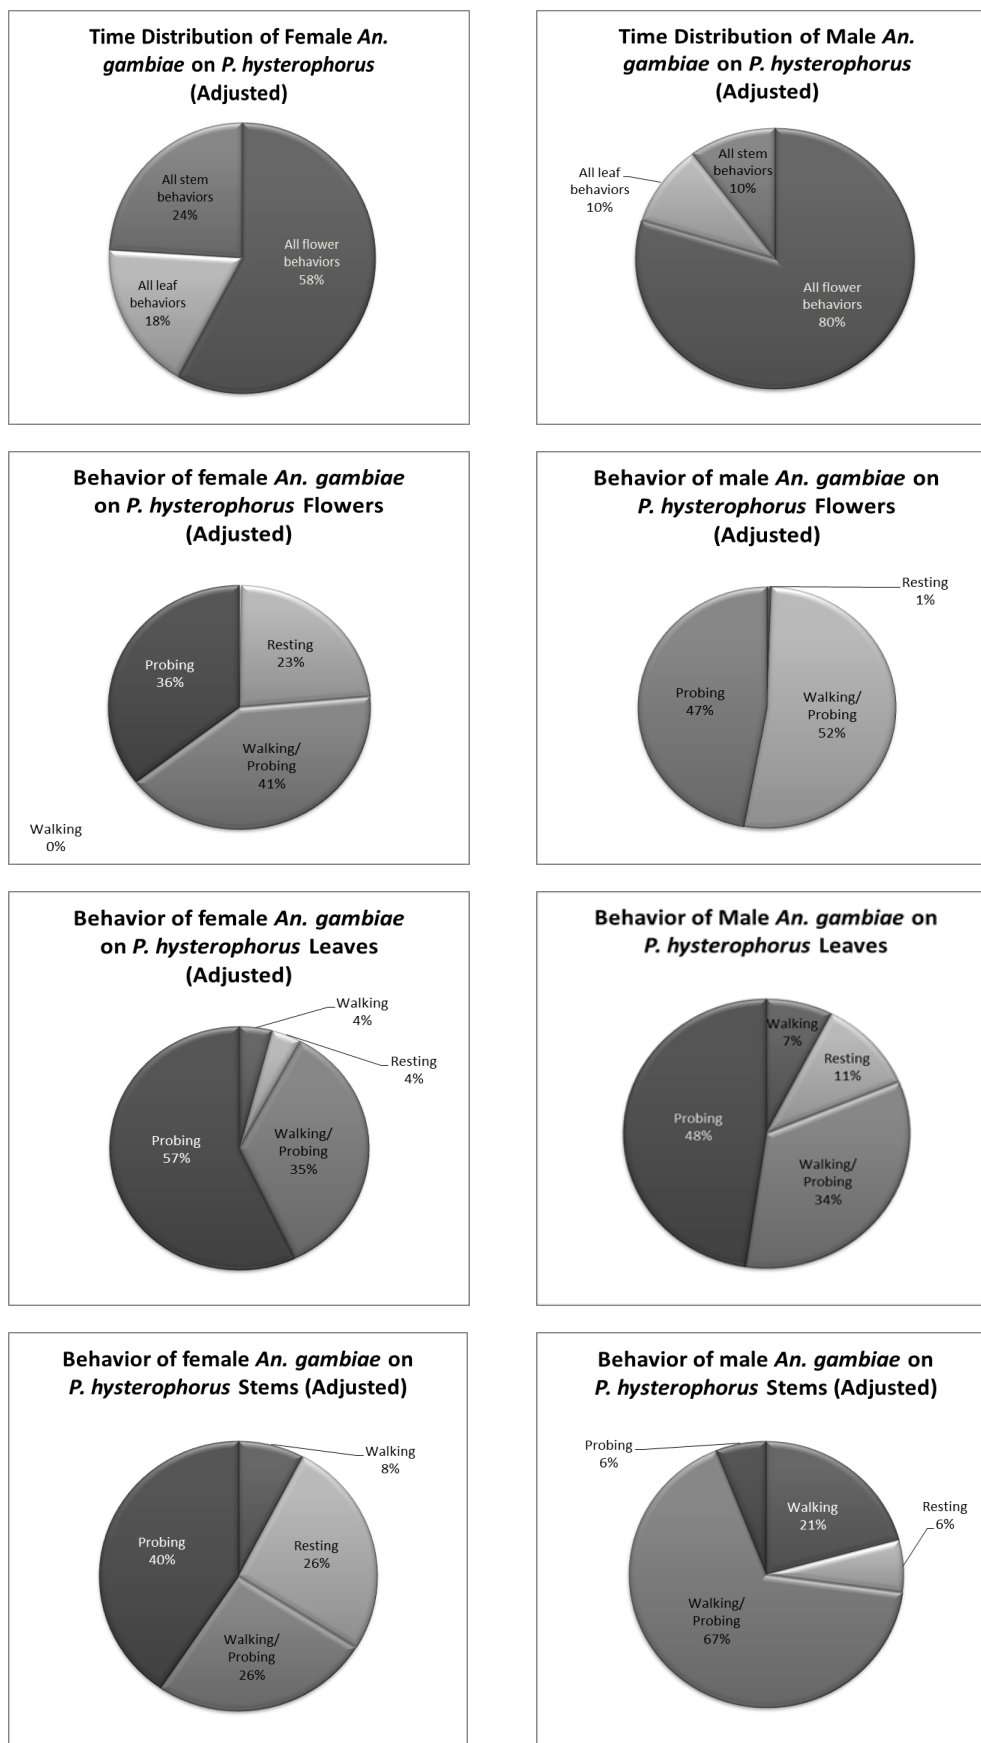 Time Distribution of Female An.
gambiae on P. hysterophorus
(Adjusted)
All stem
behaviors
24%
All flower
behaviors
58%
All leaf
behaviors
18%
Time Distribution of Male An.
gambiae on P. hysterophorus
(Adjusted)
All stem
behaviors
10%
All leaf
behaviors
10%
All flower
behaviors
80%
Behavior of female An. gambiae
on P. hysterophorus Flowers
(Adjusted)
Resting
23%
Probing
36%
Walking/
Probing
41%
Walking
0%
Behavior of male An. gambiae on
P. hysterophorus Flowers
(Adjusted)
Resting
1%
Probing
47%
Walking/
Probing
52%
Behavior of female An. gambiae
on P. hysterophorus Leaves
(Adjusted)
Walking
4%
Resting
4%
Probing
57%
Walking/
Probing
35%
Behavior of Male An. gambiae on
P. hysterophorus Leaves
Walking
7%
Resting
11%
Probing
48%
Walking/
Probing
34%
Behavior of female An. gambiae on
P. hysterophorus Stems (Adjusted)
Walking
8%
Probing
40%
Resting
26%
Walking/
Probing
26%
Behavior of male An. gambiae on
P. hysterophorus Stems (Adjusted)
Probing
6%
Walking
21%
Resting
6%
Walking/
Probing
67%